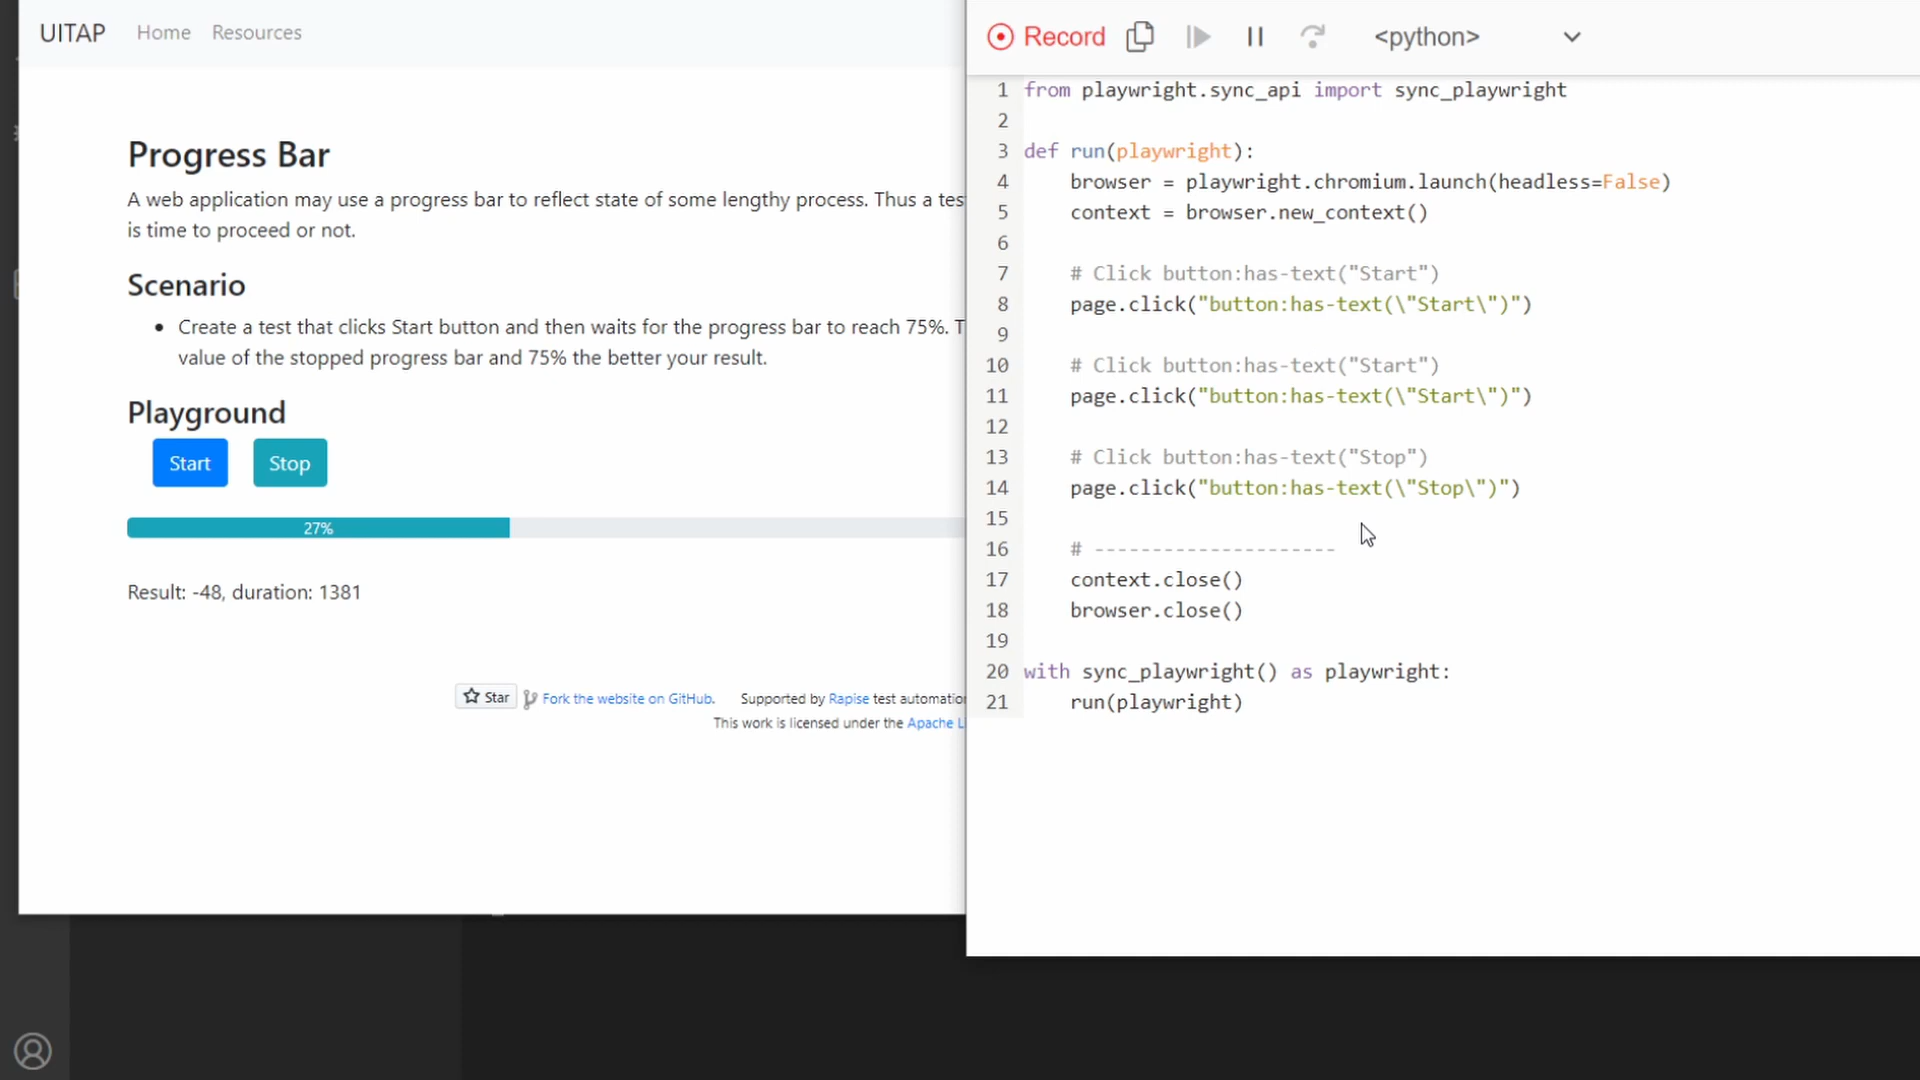 UITAP Home Resources
Progress Bar
A web application may use a progress bar to reflect state of some lengthy process. Thus a tes
is time to proceed or not.
Scenario
Create a test that clicks Start button and then waits for the progress bar to reach 75%. T
value of the stopped progress bar and 75% the better your result.
Playground
Start Stop
27%
Result: -48, duration: 1381
Star Fork the website on GitHub. Supported by Rapise test automation
This work is licensed under the Apache L
Record <python>
1 from playwright.sync_api import sync_playwright
2
3 def run(playwright):
4     browser = playwright.chromium.launch(headless=False)
5     context = browser.new_context()
6
7     # Click button:has-text("Start")
8     page.click("button:has-text(\"Start\")")
9
10     # Click button:has-text("Start")
11     page.click("button:has-text(\"Start\")")
12
13     # Click button:has-text("Stop")
14     page.click("button:has-text(\"Stop\")")
15
16     # ---------------------
17     context.close()
18     browser.close()
19
20 with sync_playwright() as playwright:
21     run(playwright)